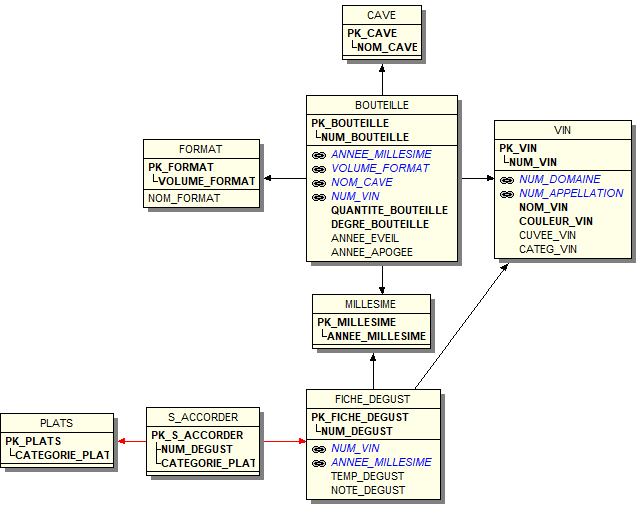 CAVE
PK_CAVE
NOM_CAVE
BOUTEILLE
PK_BOUTEILLE
NUM_BOUTEILLE
ANNEE_MILLESIME
VOLUME_FORMAT
NOM_CAVE
NUM_VIN
QUANTITE_BOUTEILLE
DEGRE_BOUTEILLE
ANNEE_EVEIL
ANNEE_APOGEE
FORMAT
PK_FORMAT
VOLUME_FORMAT
NOM_FORMAT
VIN
PK_VIN
NUM_VIN
NUM_DOMAINE
NUM_APPELLATION
NOM_VIN
COULEUR_VIN
CUVEE_VIN
CATEG_VIN
MILLESIME
PK_MILLESIME
ANNEE_MILLESIME
PLATS
PK_PLATS
CATEGORIE_PLAT
S_ACCORDER
PK_S_ACCORDER
NUM_DEGUST
CATEGORIE_PLAT
FICHE_DEGUST
PK_FICHE_DEGUST
NUM_DEGUST
NUM_VIN
ANNEE_MILLESIME
TEMP_DEGUST
NOTE_DEGUST